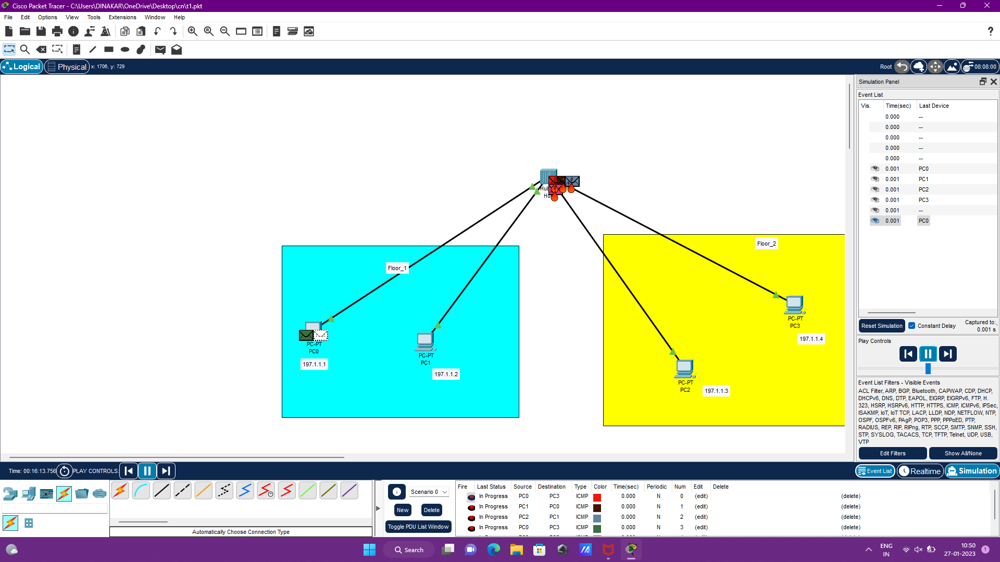 Cisco Packet Tracer - C:\Users\DINAKAR\OneDrive\Desktop\cn\t1.pkt
File Edit Options View Tools Extensions Window Help
Logical Physical x: 1706, y: 729
Root 08:08:00
Simulation Panel
Event List
Vis. Time(sec) Last Device
0.000 --
0.000 --
0.000 --
0.000 --
0.000 --
0.001 PC0
0.001 PC1
0.001 PC2
0.001 PC3
0.001 --
0.001 PC0
Floor_1
Floor_2
PC-PT
PC0
197.1.1.1
PC-PT
PC1
197.1.1.2
PC-PT
PC2
197.1.1.3
PC-PT
PC3
197.1.1.4
Reset Simulation Constant Delay Captured to:
0.001 s
Play Controls
Event List Filters - Visible Events
ACL Filter, ARP, BGP, Bluetooth, CAPWAP, CDP, DHCP,
DHCPv6, DNS, DTP, EAPOL, EIGRP, EIGRPv6, FTP, H.
323, HSRP, HSRPv6, HTTP, HTTPS, ICMP, ICMPv6, IPSec,
ISAKMP, IoT, IoT TCP, LACP, LLDP, NDP, NETFLOW, NTP,
OSPF, OSPFv6, PAgP, POP3, PPP, PPPoED, PTP,
RADIUS, REP, RIP, RIPng, RTP, SCCP, SMTP, SNMP, SSH,
STP, SYSLOG, TACACS, TCP, TFTP, Telnet, UDP, USB,
VTP
Edit Filters Show All/None
Time: 00:16:13.756 PLAY CONTROLS:
Event List Realtime Simulation
Automatically Choose Connection Type
Scenario 0
New Delete
Toggle PDU List Window
Fire Last Status Source Destination Type Color Time(sec) Periodic Num Edit Delete
In Progress PC0 PC3 ICMP 0.000 N 0 (edit) (delete)
In Progress PC1 PC0 ICMP 0.000 N 1 (edit) (delete)
In Progress PC2 PC1 ICMP 0.000 N 2 (edit) (delete)
In Progress PC0 PC3 ICMP 0.000 N 3 (edit) (delete)
Search
ENG
IN
10:50
27-01-2023
1